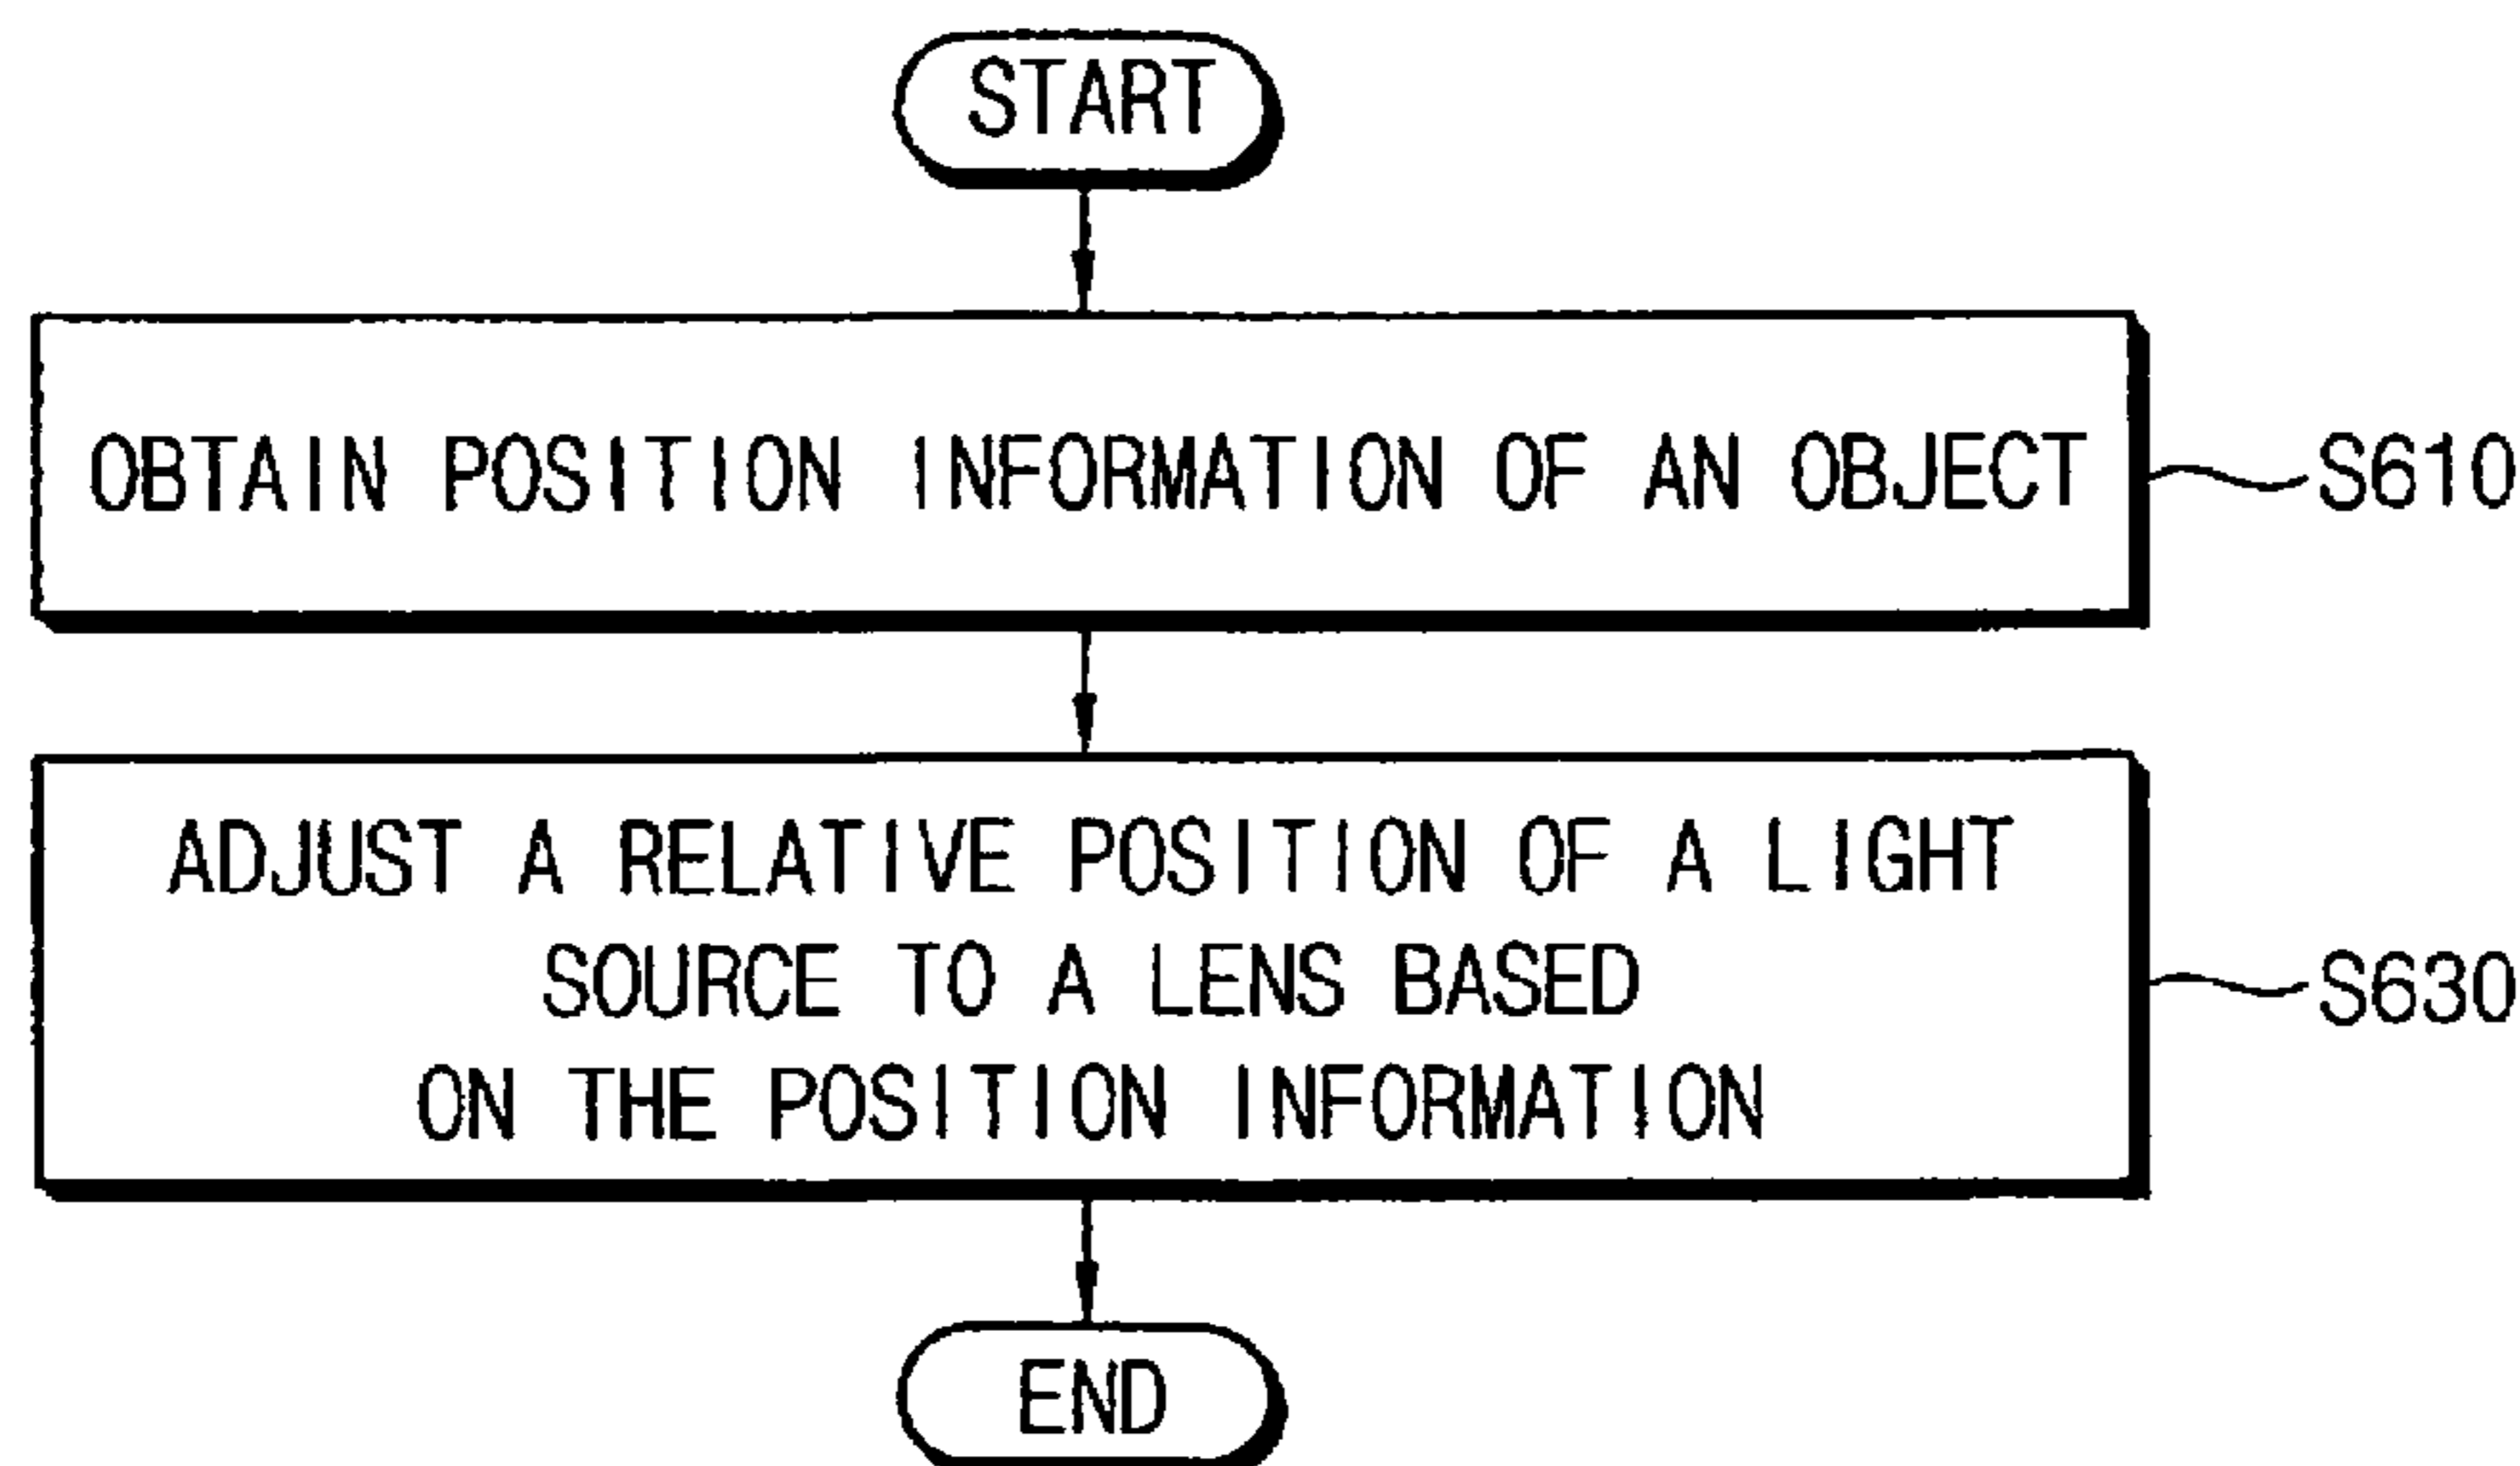 START
OBTAIN POSITION INFORMATION OF AN OBJECT
S610
ADJUST A RELATIVE POSITION OF A LIGHT
SOURCE TO A LENS BASED
ON THE POSITION INFORMATION
S630
END